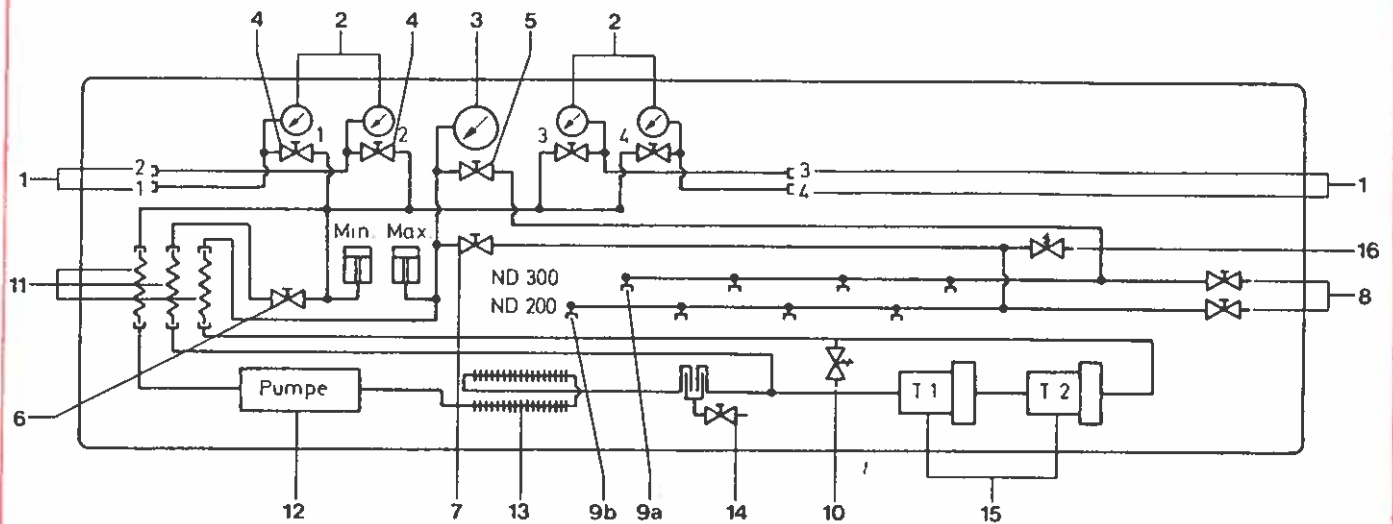 4 2 4 3 5 2
1 2 3 4
1 2 1 3 4 1
Min. Max.
16
11 ND 300 8
ND 200
Pumpe T 1 T 2
6
12 7 13 9b 9a 14 10 15